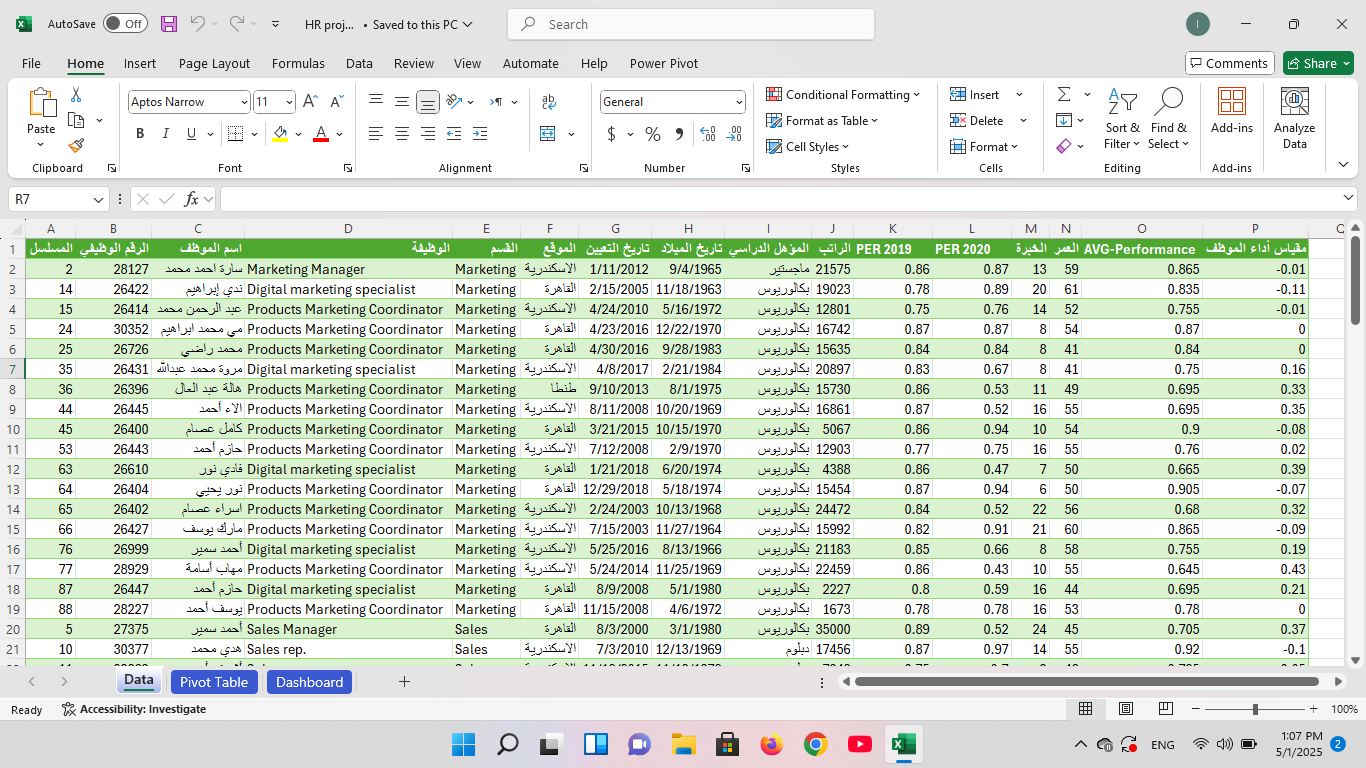 AutoSave Off HR proj... • Saved to this PC Search I
File Home Insert Page Layout Formulas Data Review View Automate Help Power Pivot Comments Share
Paste Aptos Narrow 11 A A General Conditional Formatting Insert Sort & Filter Find & Select Add-ins Analyze Data
B I U A $ % Format as Table Delete
Cell Styles Format
Clipboard Font Alignment Number Styles Cells Editing Add-ins
R7 fx
A B C D E F G H I J K L M N O P Q
1 المسلسل الرقم الوظيفي اسم الموظف الوظيفة القسم الموقع تاريخ التعيين تاريخ الميلاد المؤهل الدراسي الراتب PER 2019 PER 2020 الخبرة العمر AVG-Performance مقياس أداء الموظف
2 2 28127 سارة احمد محمد Marketing Manager Marketing الاسكندرية 1/11/2012 9/4/1965 ماجستير 21575 0.86 0.87 13 59 0.865 -0.01
3 14 26422 ندي إبراهيم Digital marketing specialist Marketing القاهرة 2/15/2005 11/18/1963 بكالوريوس 19023 0.78 0.89 20 61 0.835 -0.11
4 15 26414 عبد الرحمن محمد Products Marketing Coordinator Marketing الاسكندرية 4/24/2010 5/16/1972 بكالوريوس 12801 0.75 0.76 14 52 0.755 -0.01
5 24 30352 مي محمد ابراهيم Products Marketing Coordinator Marketing القاهرة 4/23/2016 12/22/1970 بكالوريوس 16742 0.87 0.87 8 54 0.87 0
6 25 26726 محمد راضي Products Marketing Coordinator Marketing القاهرة 4/30/2016 9/28/1983 بكالوريوس 15635 0.84 0.84 8 41 0.84 0
7 35 26431 مروة محمد عبدالله Digital marketing specialist Marketing الاسكندرية 4/8/2017 2/21/1984 بكالوريوس 20897 0.83 0.67 8 41 0.75 0.16
8 36 26396 هالة عبد العال Products Marketing Coordinator Marketing طنطا 9/10/2013 8/1/1975 بكالوريوس 15730 0.86 0.53 11 49 0.695 0.33
9 44 26445 الاء أحمد Products Marketing Coordinator Marketing الاسكندرية 8/11/2008 10/20/1969 بكالوريوس 16861 0.87 0.52 16 55 0.695 0.35
10 45 26400 كامل عصام Products Marketing Coordinator Marketing القاهرة 3/21/2015 10/15/1970 بكالوريوس 5067 0.86 0.94 10 54 0.9 -0.08
11 53 26443 حازم أحمد Products Marketing Coordinator Marketing الاسكندرية 7/12/2008 2/9/1970 بكالوريوس 12903 0.77 0.75 16 55 0.76 0.02
12 63 26610 فادي نور Digital marketing specialist Marketing القاهرة 1/21/2018 6/20/1974 بكالوريوس 4388 0.86 0.47 7 50 0.665 0.39
13 64 26404 نور يحيي Products Marketing Coordinator Marketing القاهرة 12/29/2018 5/18/1974 بكالوريوس 15454 0.87 0.94 6 50 0.905 -0.07
14 65 26402 اسراء عصام Products Marketing Coordinator Marketing الاسكندرية 2/24/2003 10/13/1968 بكالوريوس 24472 0.84 0.52 22 56 0.68 0.32
15 66 26427 مارك يوسف Products Marketing Coordinator Marketing الاسكندرية 7/15/2003 11/27/1964 بكالوريوس 15992 0.82 0.91 21 60 0.865 -0.09
16 76 26999 أحمد سمير Digital marketing specialist Marketing الاسكندرية 5/25/2016 8/13/1966 بكالوريوس 21183 0.85 0.66 8 58 0.755 0.19
17 77 28929 مهاب أسامة Products Marketing Coordinator Marketing الاسكندرية 5/24/2014 11/25/1969 بكالوريوس 22459 0.86 0.43 10 55 0.645 0.43
18 87 26447 حازم أحمد Digital marketing specialist Marketing القاهرة 8/9/2008 5/1/1980 بكالوريوس 2227 0.8 0.59 16 44 0.695 0.21
19 88 28227 يوسف أحمد Products Marketing Coordinator Marketing القاهرة 11/15/2008 4/6/1972 بكالوريوس 1673 0.78 0.78 16 53 0.78 0
20 5 27375 أحمد سمير Sales Manager Sales القاهرة 8/3/2000 3/1/1980 بكالوريوس 35000 0.89 0.52 24 45 0.705 0.37
21 10 30377 هدي محمد Sales rep. Sales الاسكندرية 7/3/2010 12/13/1969 دبلوم 17456 0.87 0.97 14 55 0.92 -0.1
Data Pivot Table Dashboard
Ready Accessibility: Investigate 100%
ENG 1:07 PM 2
5/1/2025